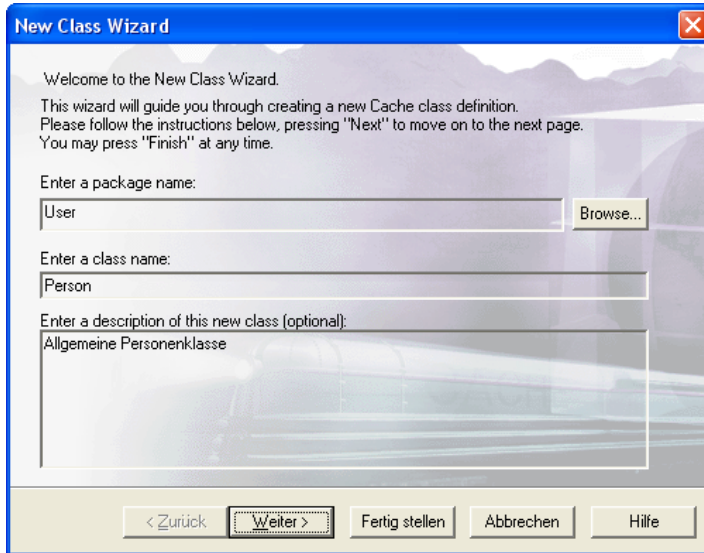 New Class Wizard
Welcome to the New Class Wizard.
This wizard will guide you through creating a new Cache class definition.
Please follow the instructions below, pressing "Next" to move on to the next page.
You may press "Finish" at any time.
Enter a package name:
User
Browse...
Enter a class name:
Person
Enter a description of this new class (optional):
Allgemeine Personenklasse
< Zurück
Weiter >
Fertig stellen
Abbrechen
Hilfe